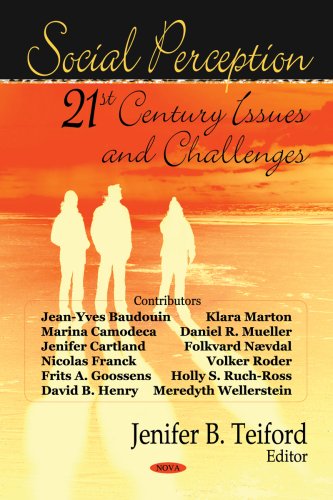 Social Perception
21st Century Issues
and Challenges
Contributors
Jean-Yves Baudouin
Marina Camodeca
Jenifer Cartland
Nicolas Franck
Frits A. Goossens
David B. Henry
Klara Marton
Daniel R. Mueller
Folkvard Nævdal
Volker Roder
Holly S. Ruch-Ross
Meredyth Wellerstein
Jenifer B. Teiford
Editor
NOVA